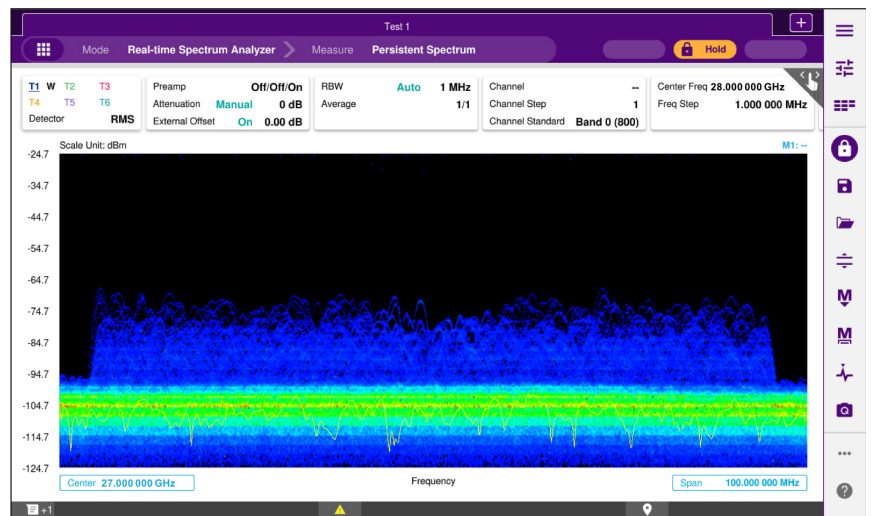 Test 1
+
Mode Real-time Spectrum Analyzer Measure Persistent Spectrum
Hold
T1 W T2 T3
T4 T5 T6
Detector RMS
Preamp Off/Off/On
Attenuation Manual 0 dB
External Offset On 0.00 dB
RBW Auto 1 MHz
Average 1/1
Channel --
Channel Step 1
Channel Standard Band 0 (800)
Center Freq 28.000 000 GHz
Freq Step 1.000 000 MHz
Scale Unit: dBm
M1: --
-24.7
-34.7
-44.7
-54.7
-64.7
-74.7
-84.7
-94.7
-104.7
-114.7
-124.7
Center 27.000 000 GHz
Frequency
Span 100.000 000 MHz
+1
M
M
...
?